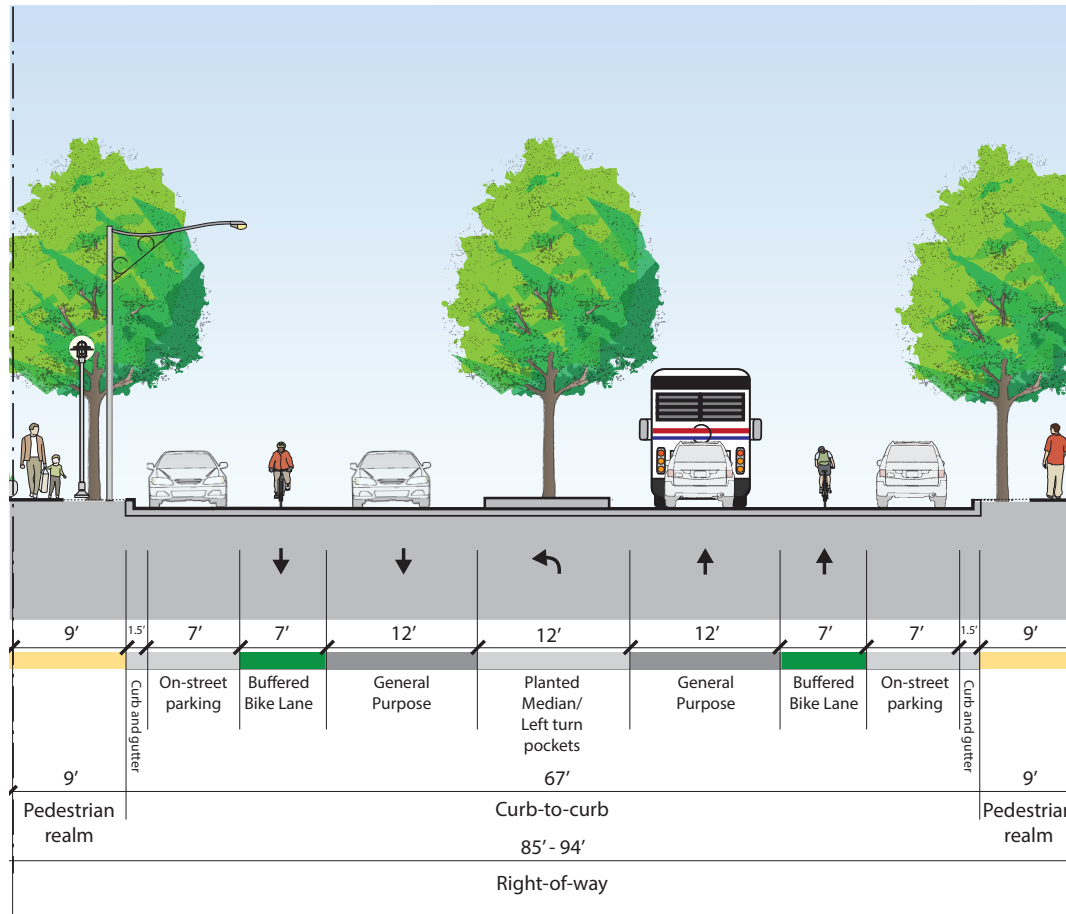 9’ 1.5’ 7’ 7’ 12’ 12’ 12’ 7’ 7’ 1.5’ 9’
Curb and gutter
On-street
parking
Buffered
Bike Lane
General
Purpose
Planted
Median/
Left turn
pockets
General
Purpose
Buffered
Bike Lane
On-street
parking
Curb and gutter
9’ 67’ 9’
Pedestrian
realm
Curb-to-curb
Pedestrian
realm
85’ - 94’
Right-of-way